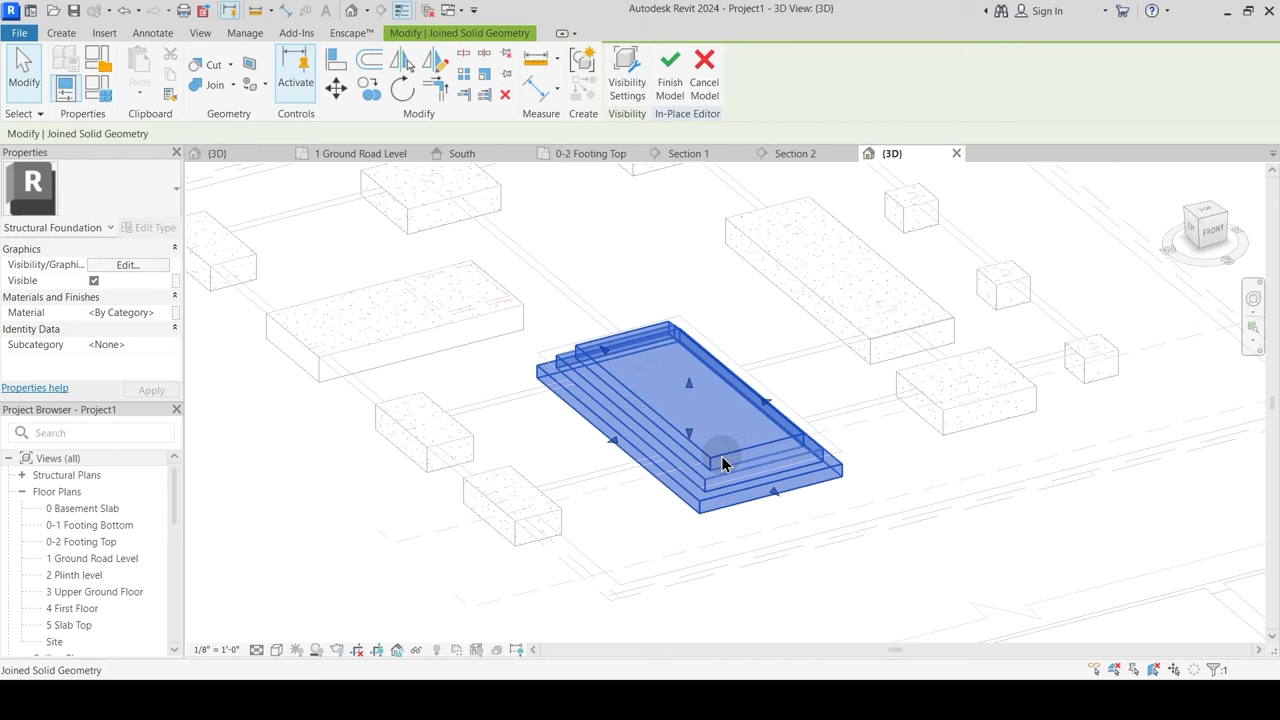 Autodesk Revit 2024 - Project1 - 3D View: {3D}
Sign In
File Create Insert Annotate View Manage Add-Ins Enscape™ Modify | Joined Solid Geometry
Modify Paste Cut Join Activate Visibility Settings Finish Model Cancel Model
Select Properties Clipboard Geometry Controls Modify Measure Create Visibility In-Place Editor
Modify | Joined Solid Geometry
Properties
{3D} 1 Ground Road Level South 0-2 Footing Top Section 1 Section 2 {3D}
R
TOP
FRONT
Structural Foundation Edit Type
Graphics
Visibility/Graphi... Edit...
Visible
Materials and Finishes
Material <By Category>
Identity Data
Subcategory <None>
Properties help Apply
Project Browser - Project1
Search
Views (all)
Structural Plans
Floor Plans
0 Basement Slab
0-1 Footing Bottom
0-2 Footing Top
1 Ground Road Level
2 Plinth level
3 Upper Ground Floor
4 First Floor
5 Slab Top
Site
1/8" = 1'-0"
Joined Solid Geometry
:1